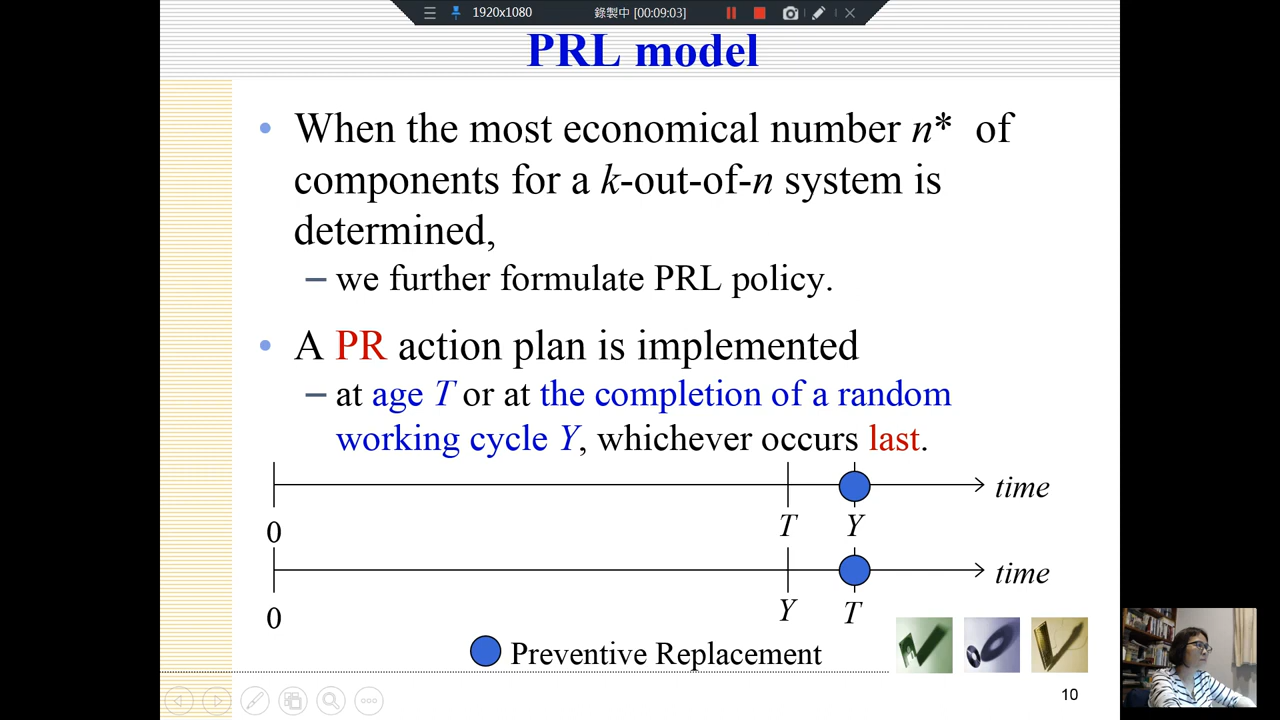 1920x1080 錄製中 [00:09:03]
PRL model
• When the most economical number n* of
components for a k-out-of-n system is
determined,
– we further formulate PRL policy.
• A PR action plan is implemented
– at age T or at the completion of a random
working cycle Y, whichever occurs last.
time
0 T Y
time
0 Y T
Preventive Replacement
10